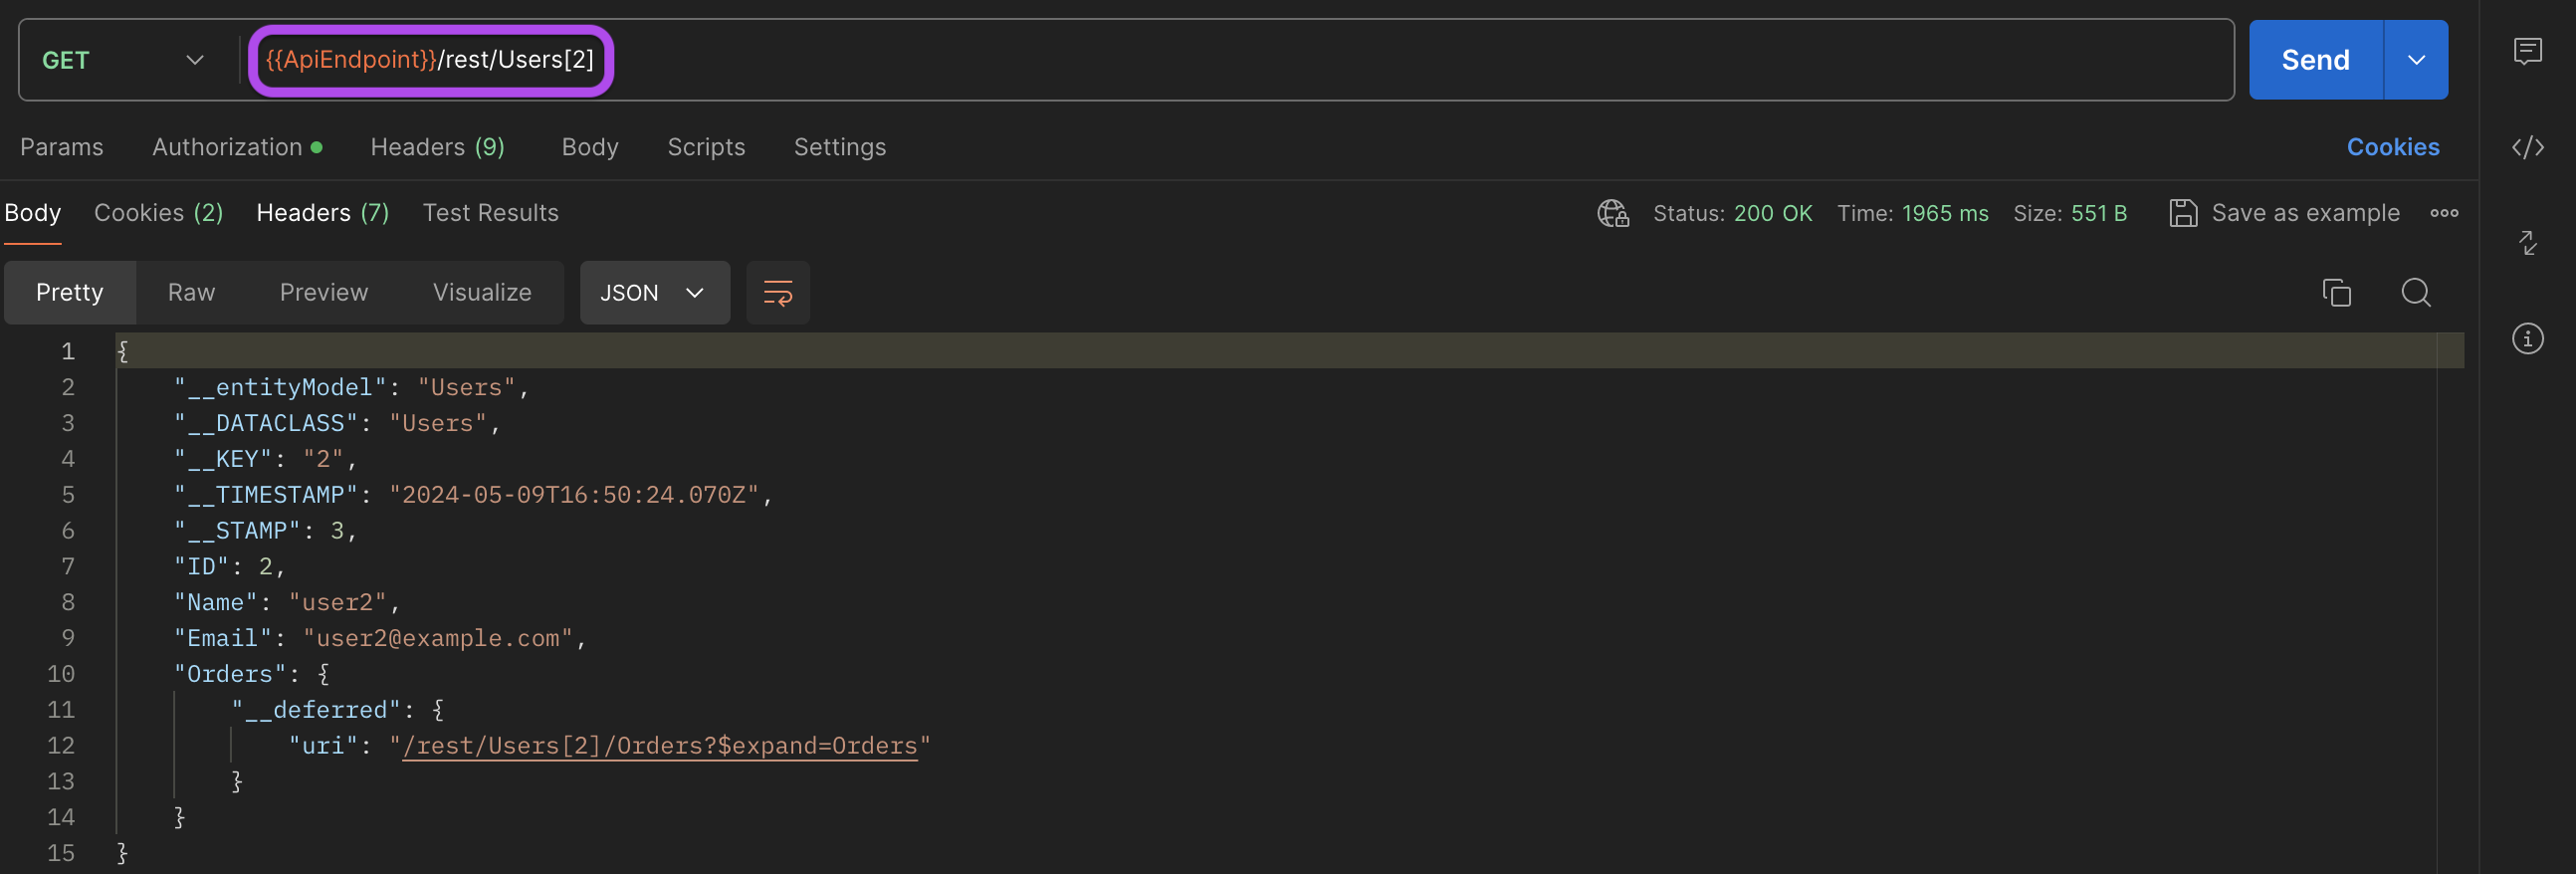 GET {{ApiEndpoint}}/rest/Users[2] Send
Params Authorization Headers (9) Body Scripts Settings Cookies
Body Cookies (2) Headers (7) Test Results Status: 200 OK Time: 1965 ms Size: 551 B Save as example
Pretty Raw Preview Visualize JSON
1 {
2 "__entityModel": "Users",
3 "__DATACLASS": "Users",
4 "__KEY": "2",
5 "__TIMESTAMP": "2024-05-09T16:50:24.070Z",
6 "__STAMP": 3,
7 "ID": 2,
8 "Name": "user2",
9 "Email": "user2@example.com",
10 "Orders": {
11 "__deferred": {
12 "uri": "/rest/Users[2]/Orders?$expand=Orders"
13 }
14 }
15 }